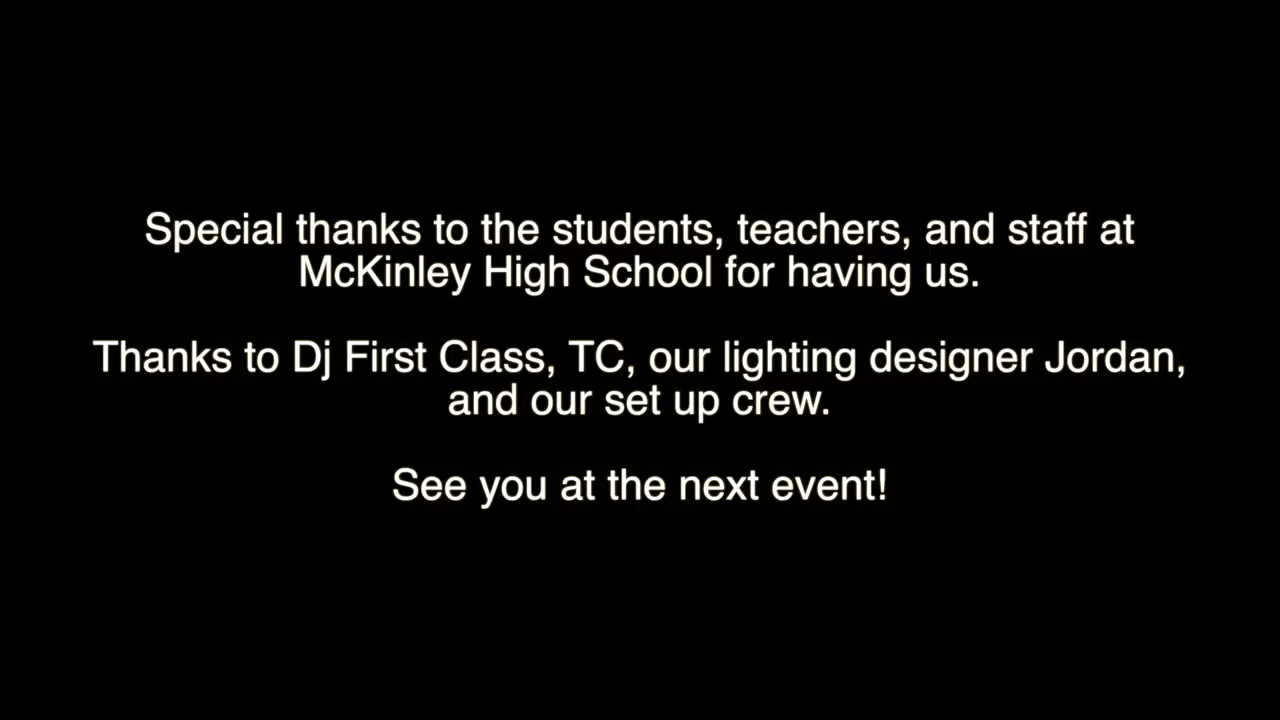 Special thanks to the students, teachers, and staff at
McKinley High School for having us.
Thanks to Dj First Class, TC, our lighting designer Jordan,
and our set up crew.
See you at the next event!